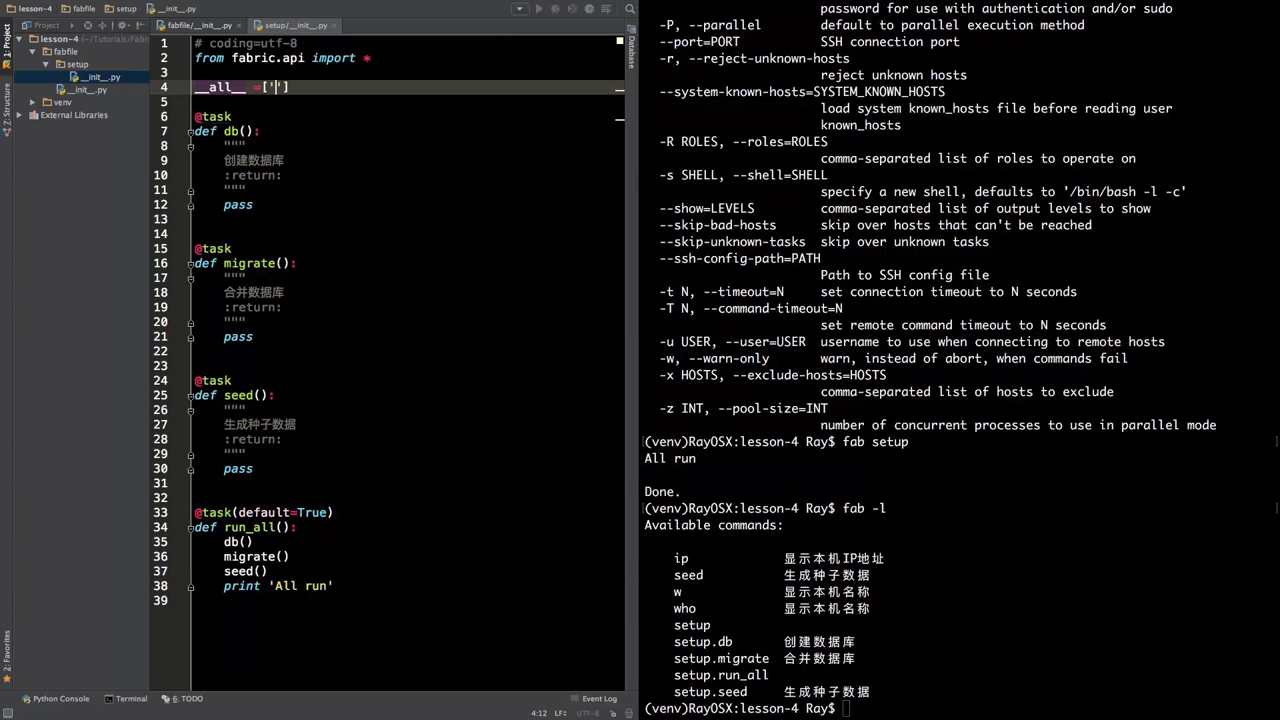 lesson-4
fabfile
setup
__init__.py
Project
fabfile/__init__.py
setup/__init__.py
1: Project
Z: Structure
2: Favorites
Database
lesson-4 (~/Tutorials/Fabri
fabfile
setup
__init__.py
__init__.py
venv
External Libraries
1 # coding=utf-8
2 from fabric.api import *
3
4 __all__ =['']
5
6 @task
7 def db():
8 """
9 创建数据库
10 :return:
11 """
12 pass
13
14
15 @task
16 def migrate():
17 """
18 合并数据库
19 :return:
20 """
21 pass
22
23
24 @task
25 def seed():
26 """
27 生成种子数据
28 :return:
29 """
30 pass
31
32
33 @task(default=True)
34 def run_all():
35 db()
36 migrate()
37 seed()
38 print 'All run'
39
Python Console
Terminal
6: TODO
Event Log
4:12
LF÷
UTF-8÷
password for use with authentication and/or sudo
-P, --parallel default to parallel execution method
--port=PORT SSH connection port
-r, --reject-unknown-hosts
reject unknown hosts
--system-known-hosts=SYSTEM_KNOWN_HOSTS
load system known_hosts file before reading user
known_hosts
-R ROLES, --roles=ROLES
comma-separated list of roles to operate on
-s SHELL, --shell=SHELL
specify a new shell, defaults to '/bin/bash -l -c'
--show=LEVELS comma-separated list of output levels to show
--skip-bad-hosts skip over hosts that can't be reached
--skip-unknown-tasks skip over unknown tasks
--ssh-config-path=PATH
Path to SSH config file
-t N, --timeout=N set connection timeout to N seconds
-T N, --command-timeout=N
set remote command timeout to N seconds
-u USER, --user=USER username to use when connecting to remote hosts
-w, --warn-only warn, instead of abort, when commands fail
-x HOSTS, --exclude-hosts=HOSTS
comma-separated list of hosts to exclude
-z INT, --pool-size=INT
number of concurrent processes to use in parallel mode
(venv)RayOSX:lesson-4 Ray$ fab setup
All run
Done.
(venv)RayOSX:lesson-4 Ray$ fab -l
Available commands:
ip 显示本机IP地址
seed 生成种子数据
w 显示本机名称
who 显示本机名称
setup
setup.db 创建数据库
setup.migrate 合并数据库
setup.run_all
setup.seed 生成种子数据
(venv)RayOSX:lesson-4 Ray$